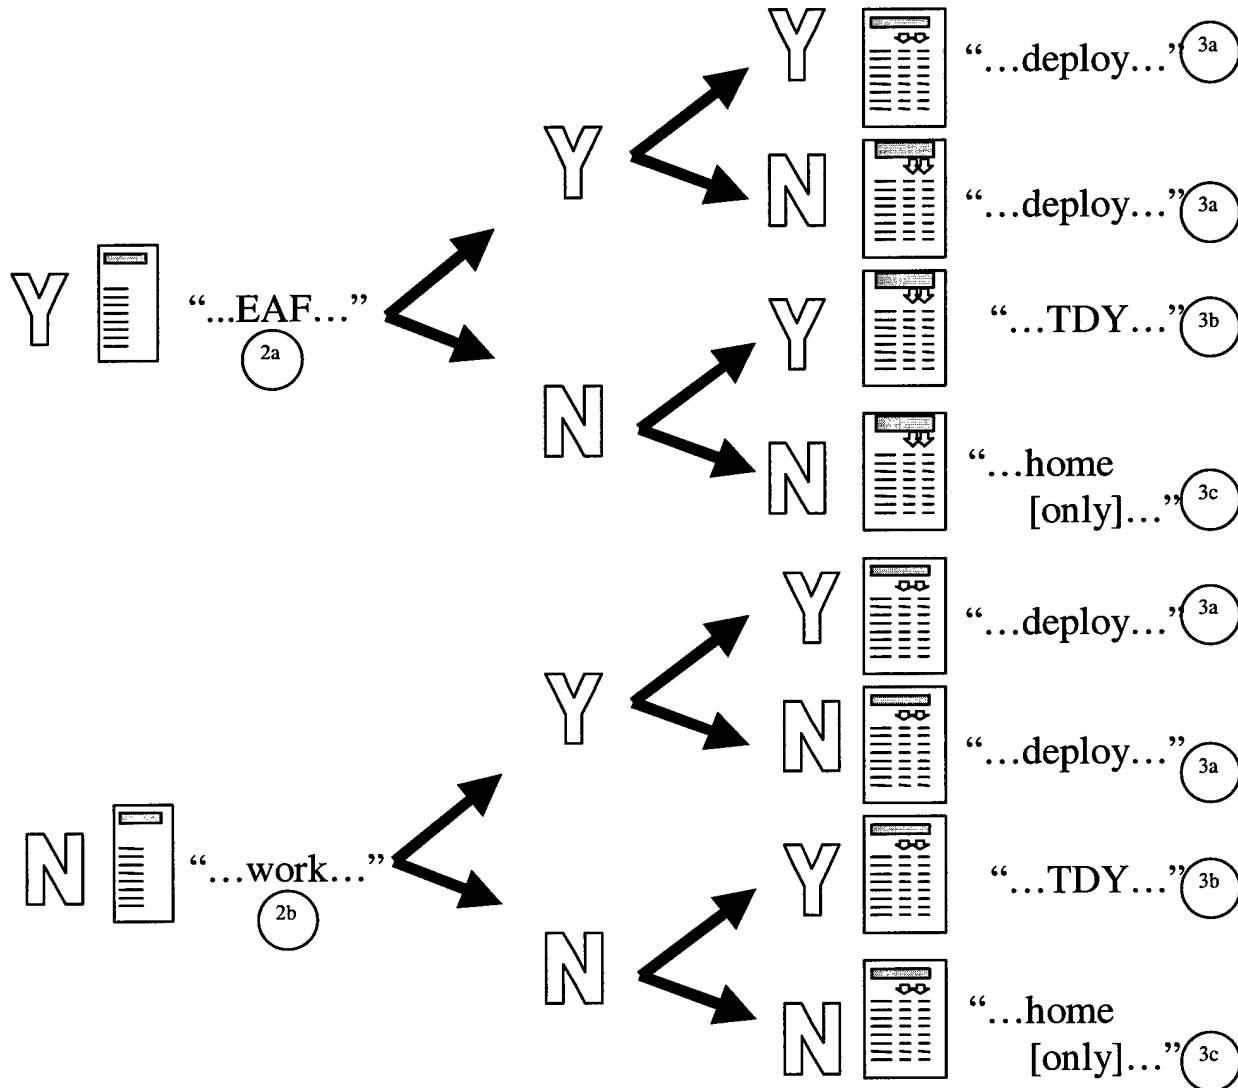 Y “…deploy…” 3a
Y
N “…deploy…” 3a
Y “...EAF…” 2a
Y “…TDY…” 3b
N
N “…home
[only]…” 3c
Y “…deploy…” 3a
Y
N “…deploy…” 3a
N “…work…” 2b
Y “…TDY…” 3b
N
N “…home
[only]…” 3c